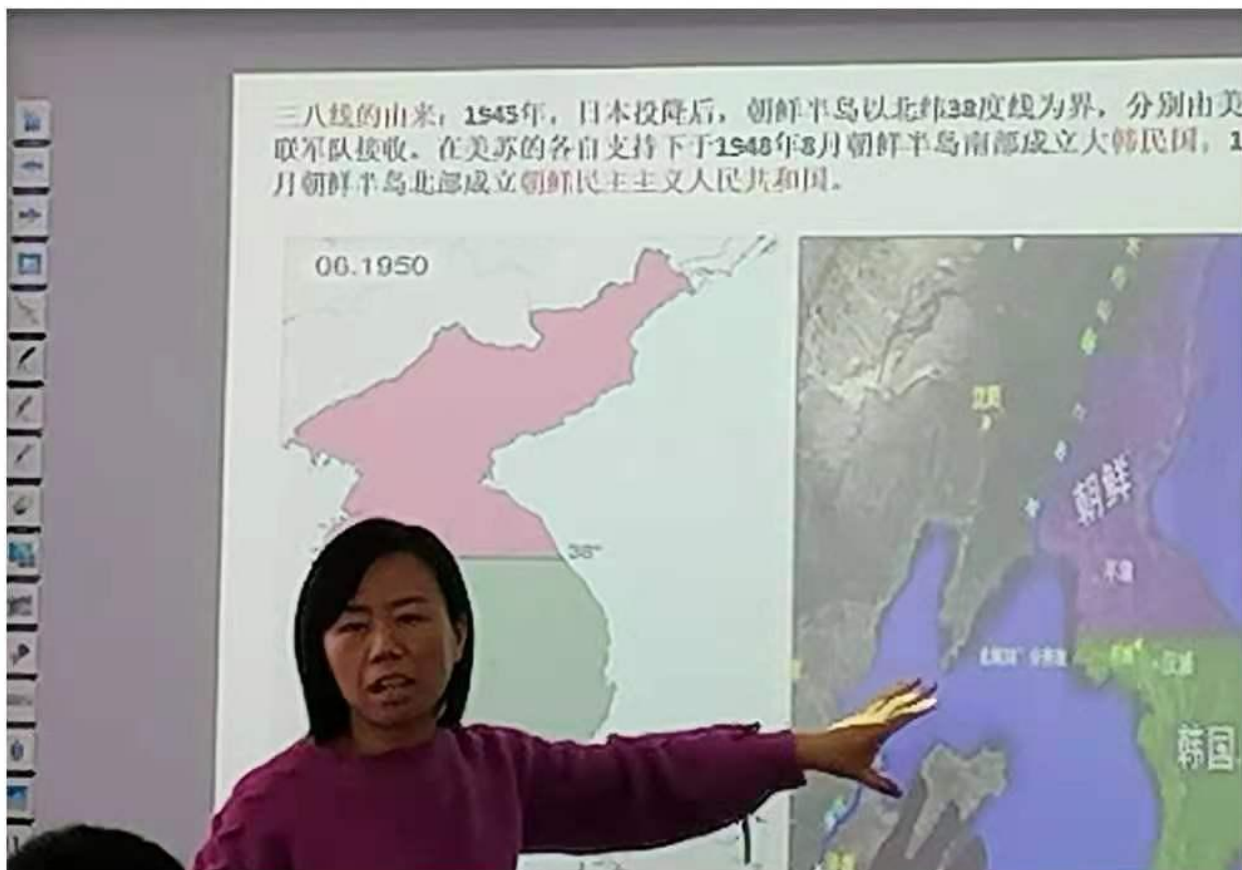 三八线的由来：1945年，日本投降后，朝鲜半岛以北纬38度线为界，分别由美
联军队接收。在美苏的各自支持下于1948年8月朝鲜半岛南部成立大韩民国，1
月朝鲜半岛北部成立朝鲜民主主义人民共和国。
06.1950
38°
朝鲜
平壤
韩国